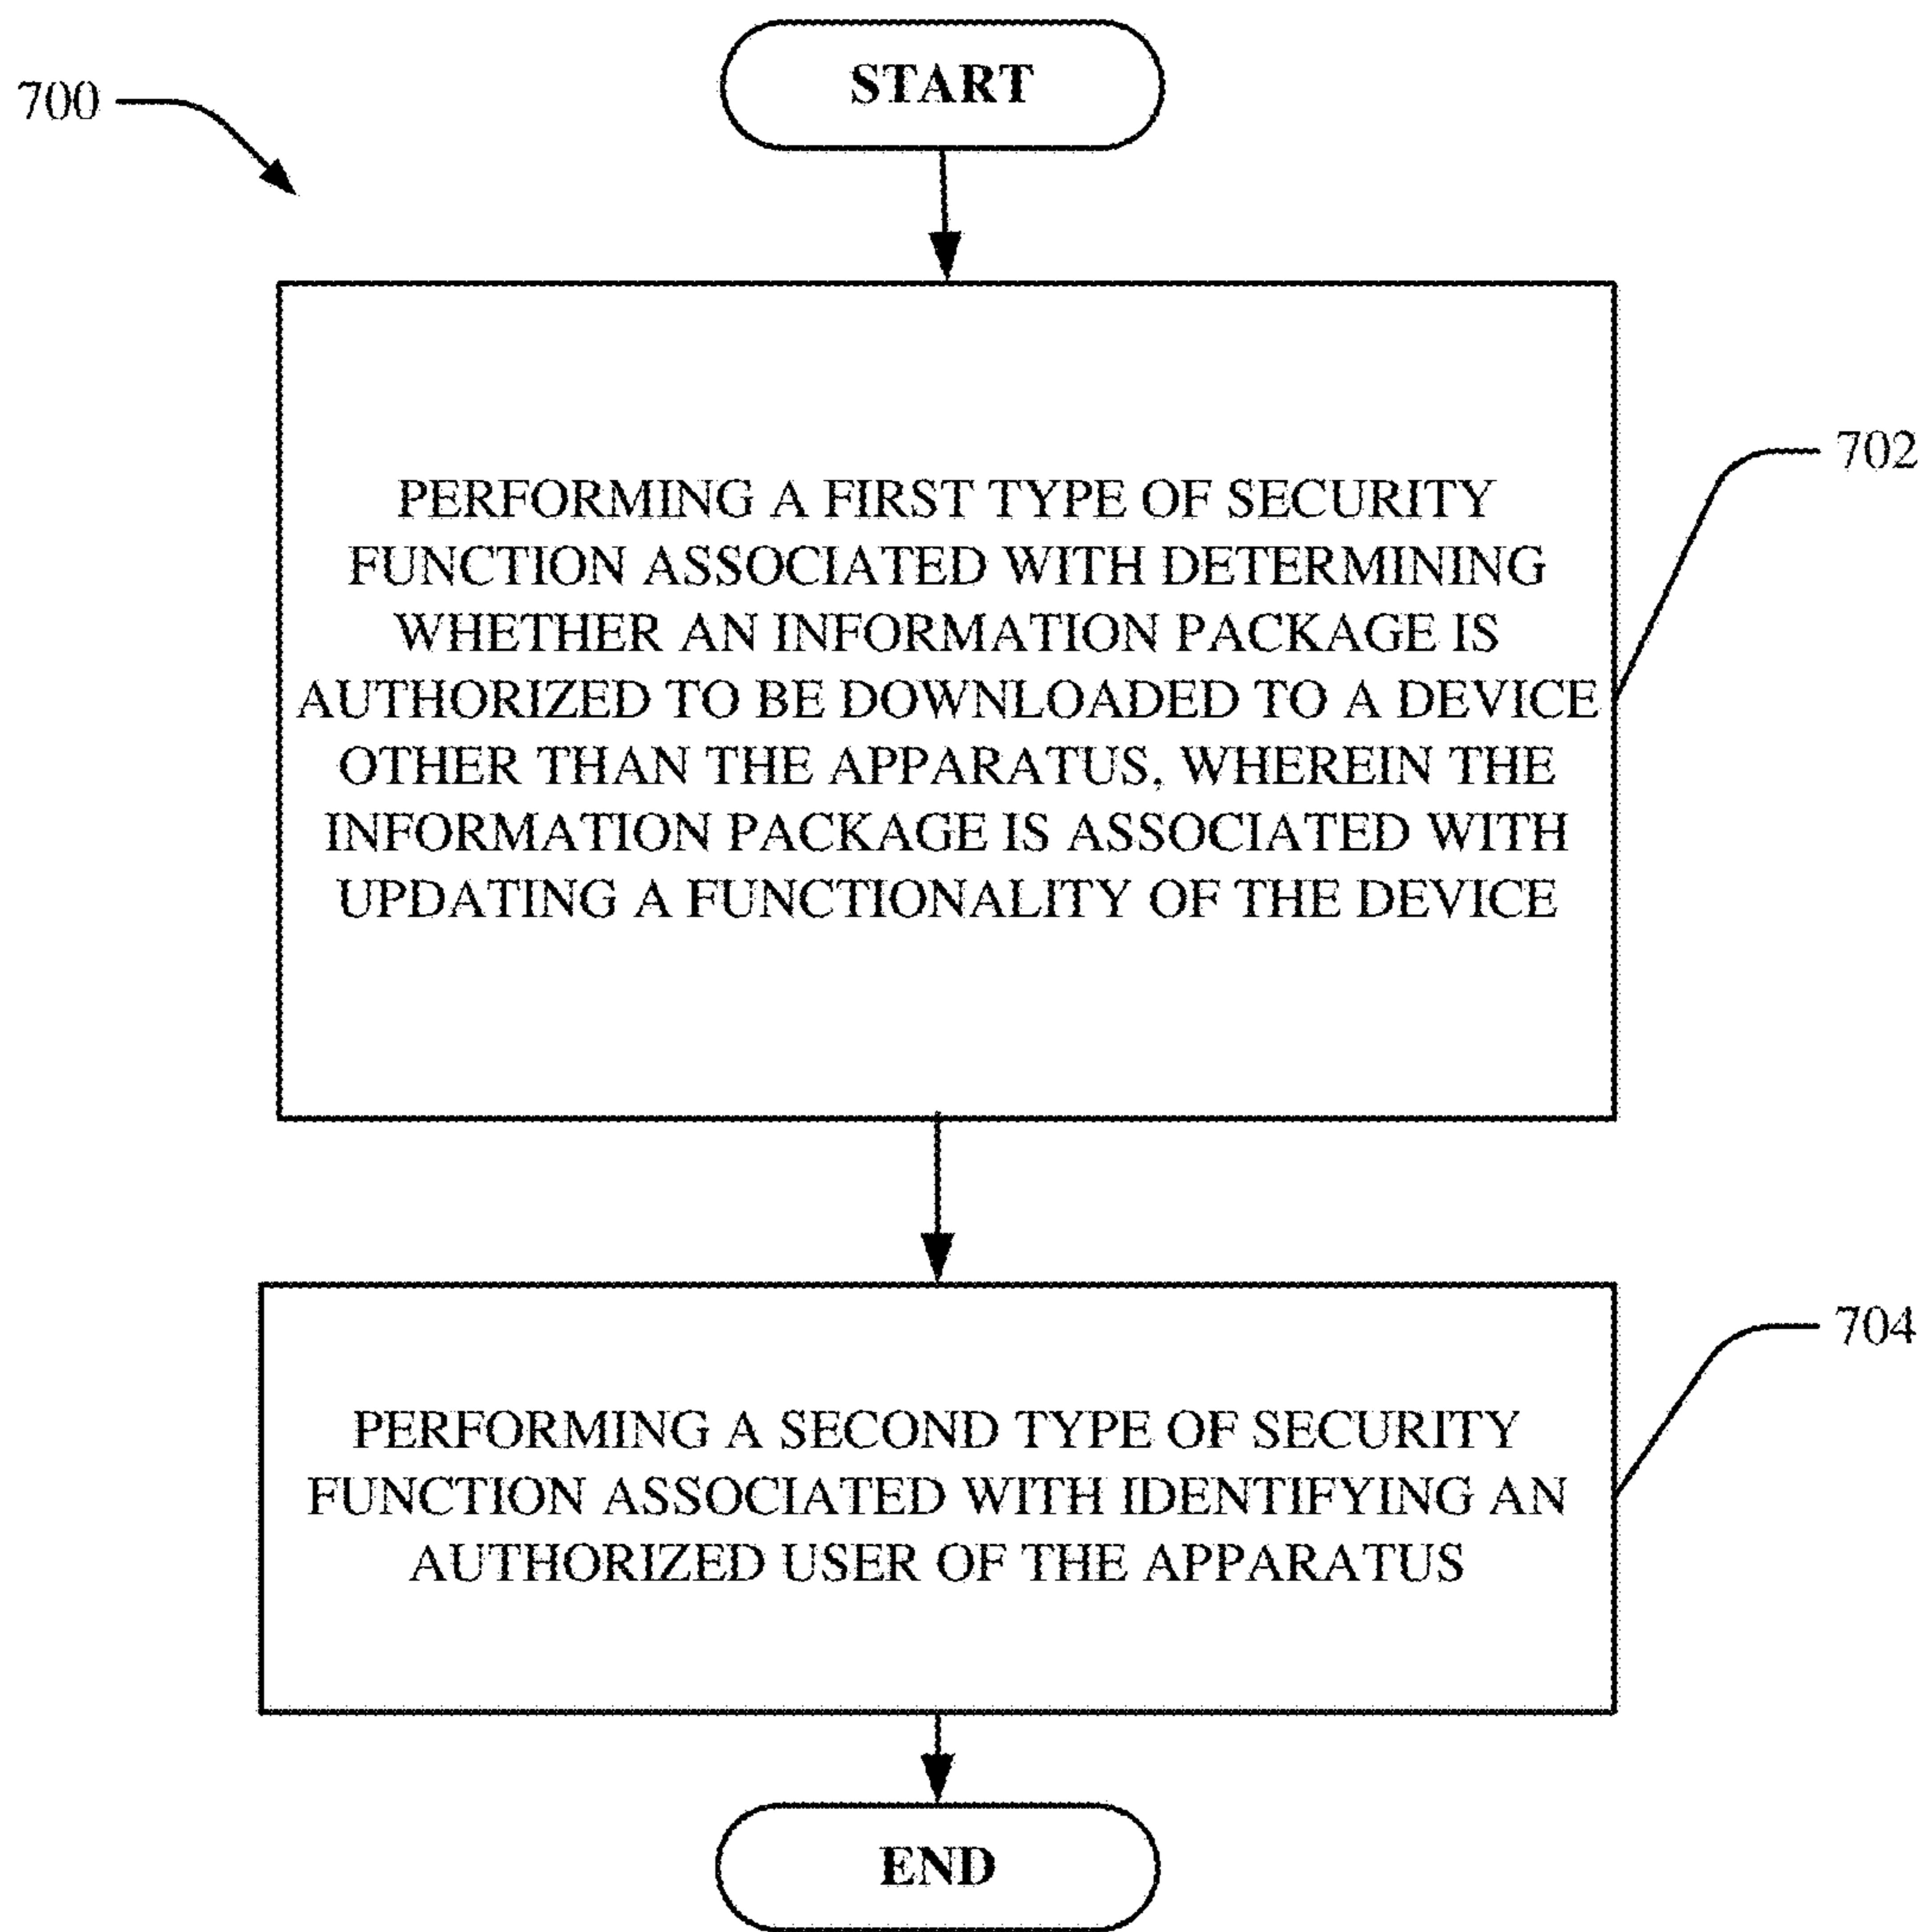 START
700
PERFORMING A FIRST TYPE OF SECURITY
FUNCTION ASSOCIATED WITH DETERMINING
WHETHER AN INFORMATION PACKAGE IS
AUTHORIZED TO BE DOWNLOADED TO A DEVICE
OTHER THAN THE APPARATUS, WHEREIN THE
INFORMATION PACKAGE IS ASSOCIATED WITH
UPDATING A FUNCTIONALITY OF THE DEVICE
702
PERFORMING A SECOND TYPE OF SECURITY
FUNCTION ASSOCIATED WITH IDENTIFYING AN
AUTHORIZED USER OF THE APPARATUS
704
END